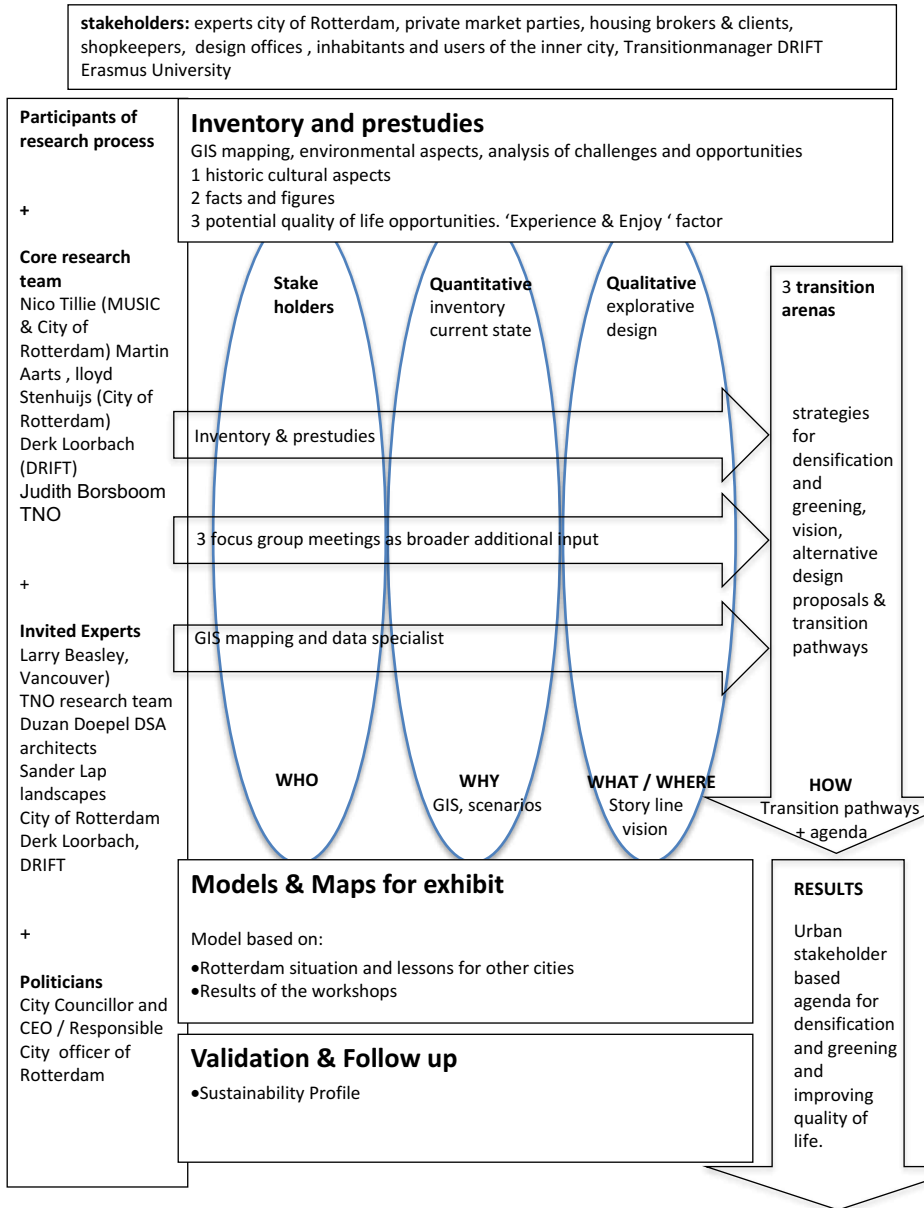 stakeholders: experts city of Rotterdam, private market parties, housing brokers & clients,
shopkeepers, design offices , inhabitants and users of the inner city, Transitionmanager DRIFT
Erasmus University
Participants of
research process
+
Core research
team
Nico Tillie (MUSIC
& City of
Rotterdam) Martin
Aarts , lloyd
Stenhuijs (City of
Rotterdam)
Derk Loorbach
(DRIFT)
Judith Borsboom
TNO
+
Invited Experts
Larry Beasley,
Vancouver)
TNO research team
Duzan Doepel DSA
architects
Sander Lap
landscapes
City of Rotterdam
Derk Loorbach,
DRIFT
+
Politicians
City Councillor and
CEO / Responsible
City officer of
Rotterdam
Inventory and prestudies
GIS mapping, environmental aspects, analysis of challenges and opportunities
1 historic cultural aspects
2 facts and figures
3 potential quality of life opportunities. ‘Experience & Enjoy ‘ factor
Stake
holders
Quantitative
inventory
current state
Qualitative
explorative
design
Inventory & prestudies
3 focus group meetings as broader additional input
GIS mapping and data specialist
WHO
WHY
GIS, scenarios
WHAT / WHERE
Story line
vision
3 transition
arenas
strategies
for
densification
and
greening,
vision,
alternative
design
proposals &
transition
pathways
HOW
Transition pathways
+ agenda
Models & Maps for exhibit
Model based on:
•Rotterdam situation and lessons for other cities
•Results of the workshops
Validation & Follow up
•Sustainability Profile
RESULTS
Urban
stakeholder
based
agenda for
densification
and greening
and
improving
quality of
life.